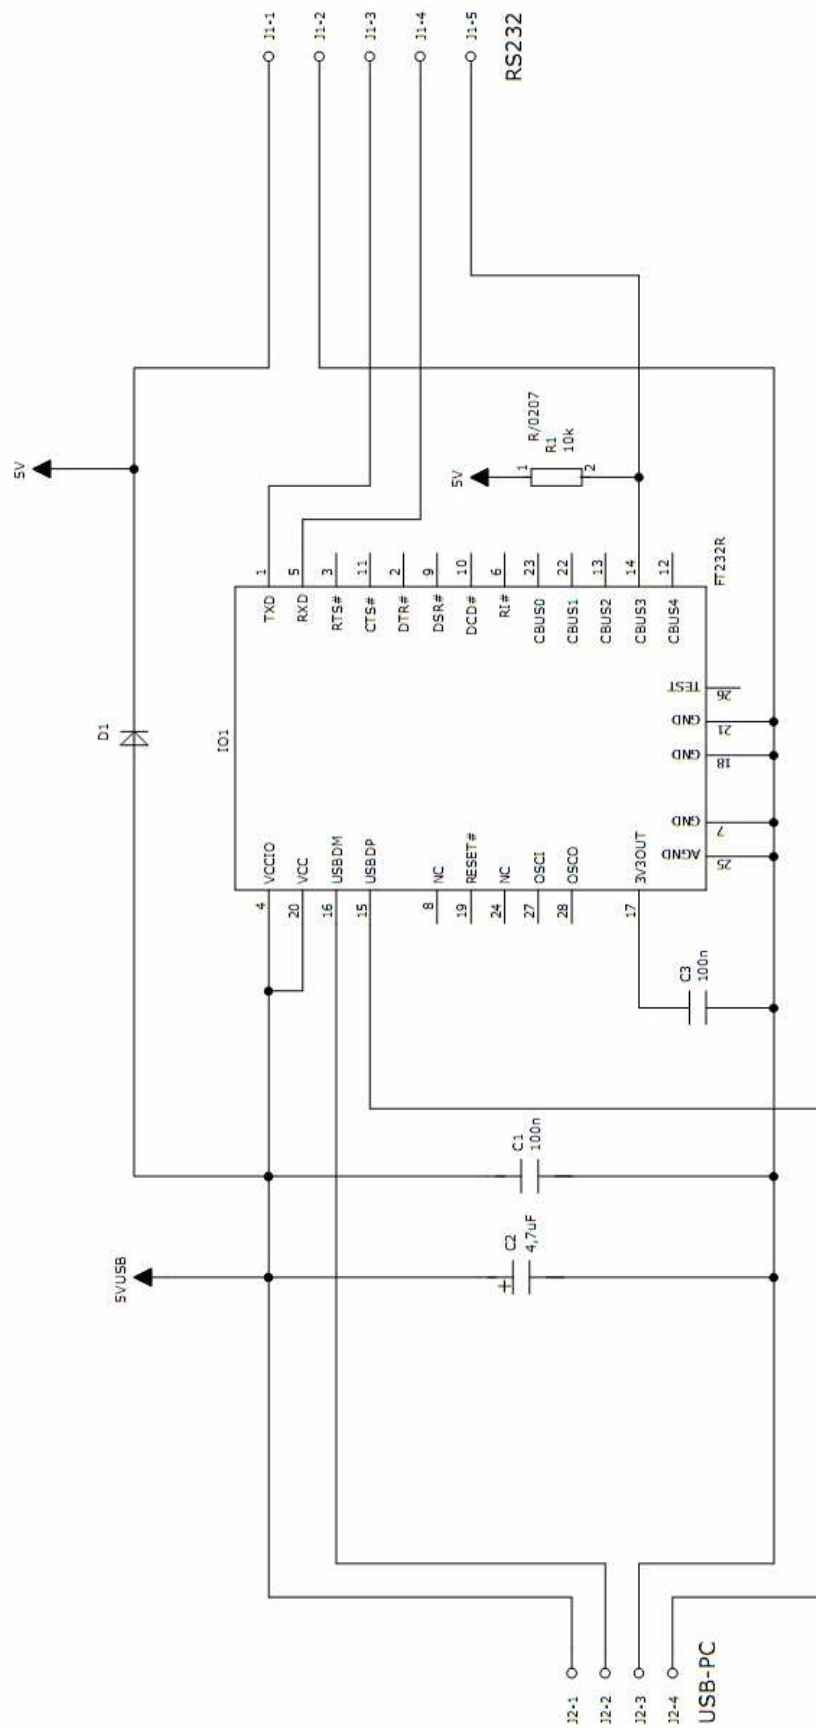 J1-1
J1-2
J1-3
J1-4
J1-5
RS232
5V
5V
1
2
R/0207
R1
10k
D1
IO1
FT232R
1
TXD
5
RXD
3
RTS#
11
CTS#
2
DTR#
9
DSR#
10
DCD#
6
RI#
23
CBUS0
22
CBUS1
13
CBUS2
14
CBUS3
12
CBUS4
TEST
26
GND
21
GND
18
GND
7
AGND
25
VCCIO
4
VCC
20
USBDM
16
USBDP
15
NC
8
RESET#
19
NC
24
OSCI
27
OSCO
28
3V3OUT
17
C3
100n
C1
100n
C2
4,7uF
+
5VUSB
J2-1
J2-2
J2-3
J2-4
USB-PC